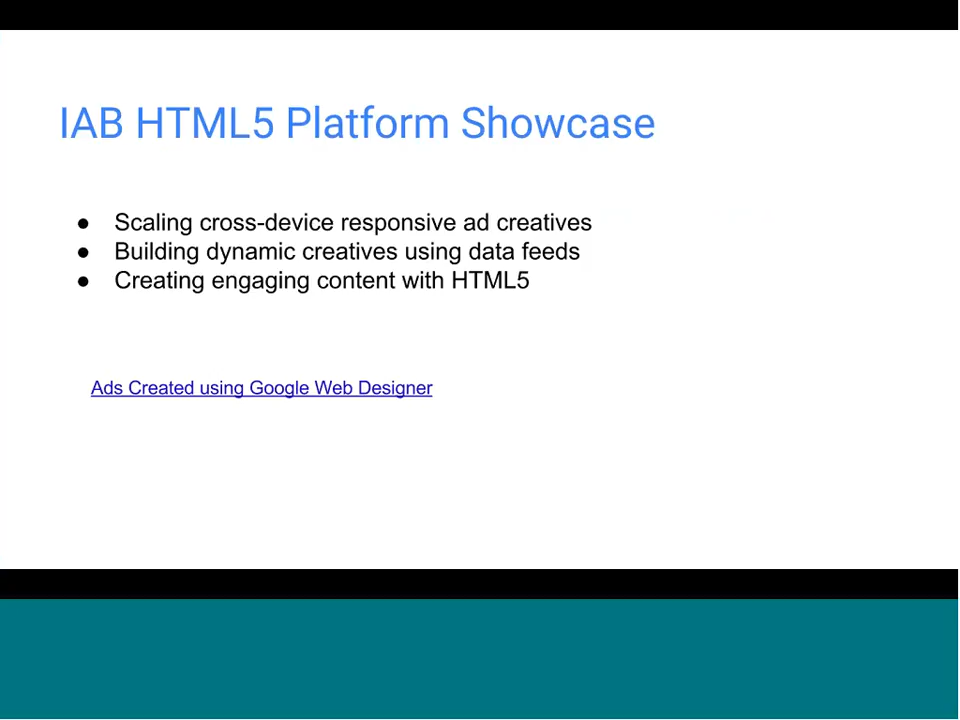 IAB HTML5 Platform Showcase
● Scaling cross-device responsive ad creatives
● Building dynamic creatives using data feeds
● Creating engaging content with HTML5
Ads Created using Google Web Designer